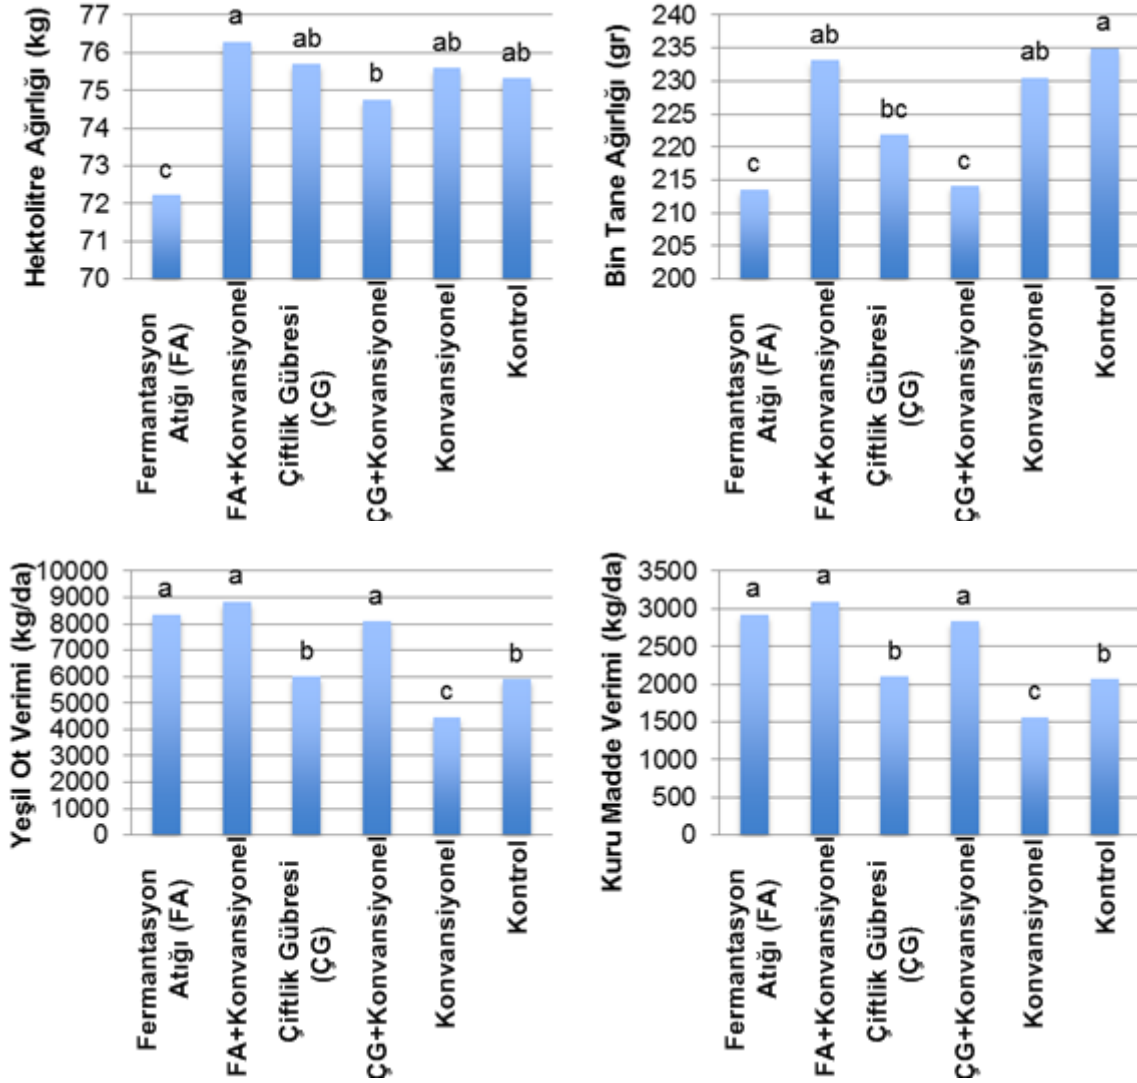 Hektolitre Ağırlığı (kg)
77
76
75
74
73
72
71
70
c
a
ab
b
ab
ab
Fermantasyon
Atığı (FA)
FA+Konvansiyonel
Çiftlik Gübresi
(ÇG)
ÇG+Konvansiyonel
Konvansiyonel
Kontrol
Bin Tane Ağırlığı (gr)
240
235
230
225
220
215
210
205
200
c
ab
bc
c
ab
a
Fermantasyon
Atığı (FA)
FA+Konvansiyonel
Çiftlik Gübresi
(ÇG)
ÇG+Konvansiyonel
Konvansiyonel
Kontrol
Yeşil Ot Verimi (kg/da)
10000
9000
8000
7000
6000
5000
4000
3000
2000
1000
0
a
a
b
a
c
b
Fermantasyon
Atığı (FA)
FA+Konvansiyonel
Çiftlik Gübresi
(ÇG)
ÇG+Konvansiyonel
Konvansiyonel
Kontrol
Kuru Madde Verimi (kg/da)
3500
3000
2500
2000
1500
1000
500
0
a
a
b
a
c
b
Fermantasyon
Atığı (FA)
FA+Konvansiyonel
Çiftlik Gübresi
(ÇG)
ÇG+Konvansiyonel
Konvansiyonel
Kontrol